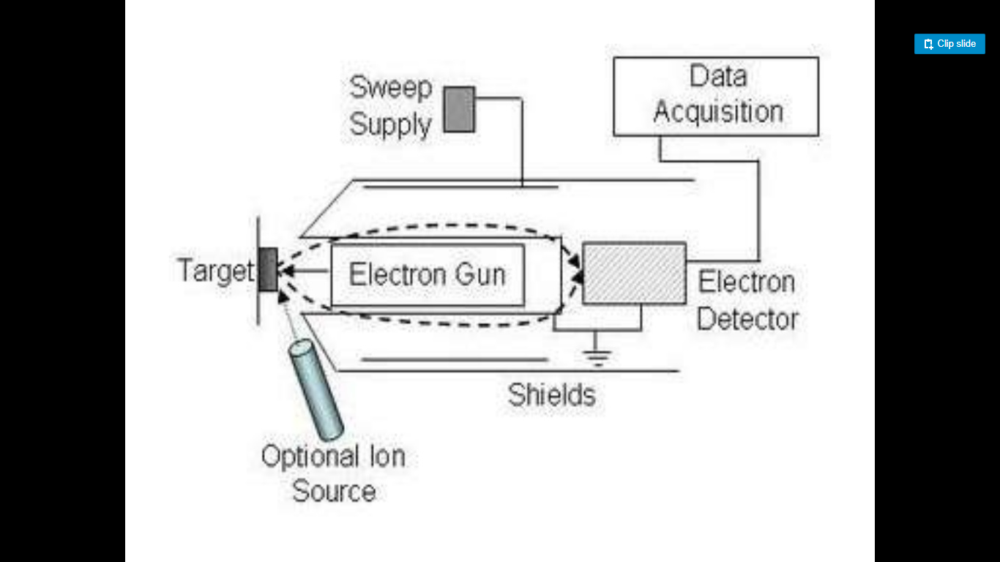 Clip slide
Sweep
Supply
Data
Acquisition
Target
Electron Gun
Electron
Detector
Shields
Optional Ion
Source